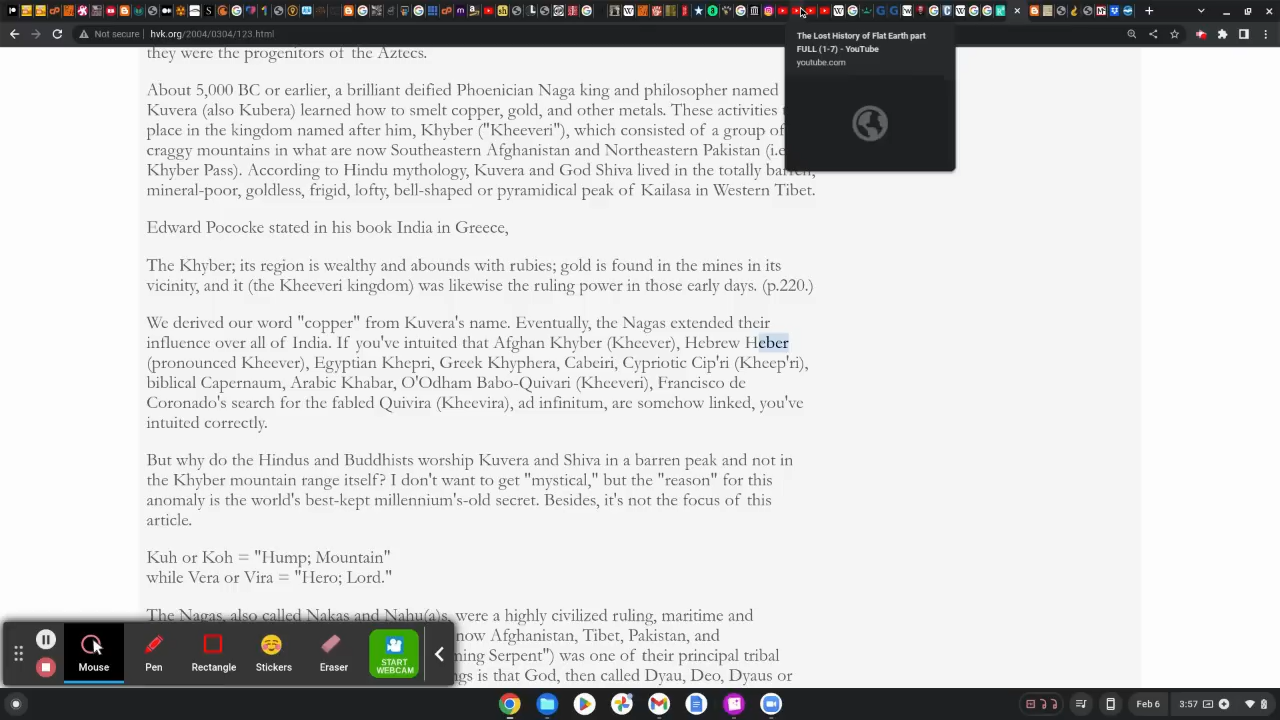 Not secure
hvk.org/2004/0304/123.html
The Lost History of Flat Earth part
FULL (1-7) - YouTube
youtube.com
they were the progenitors of the Aztecs.
About 5,000 BC or earlier, a brilliant deified Phoenician Naga king and philosopher named
Kuvera (also Kubera) learned how to smelt copper, gold, and other metals. These activities
place in the kingdom named after him, Khyber ("Kheeveri"), which consisted of a group of
craggy mountains in what are now Southeastern Afghanistan and Northeastern Pakistan (i.e
Khyber Pass). According to Hindu mythology, Kuvera and God Shiva lived in the totally barren,
mineral-poor, goldless, frigid, lofty, bell-shaped or pyramidical peak of Kailasa in Western Tibet.
Edward Pococke stated in his book India in Greece,
The Khyber; its region is wealthy and abounds with rubies; gold is found in the mines in its
vicinity, and it (the Kheeveri kingdom) was likewise the ruling power in those early days. (p.220.)
We derived our word "copper" from Kuvera's name. Eventually, the Nagas extended their
influence over all of India. If you've intuited that Afghan Khyber (Kheever), Hebrew Heber
(pronounced Kheever), Egyptian Khepri, Greek Khyphera, Cabeiri, Cypriotic Cip'ri (Kheep'ri),
biblical Capernaum, Arabic Khabar, O'Odham Babo-Quivari (Kheeveri), Francisco de
Coronado's search for the fabled Quivira (Kheevira), ad infinitum, are somehow linked, you've
intuited correctly.
But why do the Hindus and Buddhists worship Kuvera and Shiva in a barren peak and not in
the Khyber mountain range itself? I don't want to get "mystical," but the "reason" for this
anomaly is the world's best-kept millennium's-old secret. Besides, it's not the focus of this
article.
Kuh or Koh = "Hump; Mountain"
while Vera or Vira = "Hero; Lord."
The Nagas, also called Nakas and Nahu(a)s, were a highly civilized ruling, maritime and
now Afghanistan, Tibet, Pakistan, and
ming Serpent") was one of their principal tribal
gs is that God, then called Dyau, Deo, Dyaus or
Mouse
Pen
Rectangle
Stickers
Eraser
START
WEBCAM
Feb 6
3:57